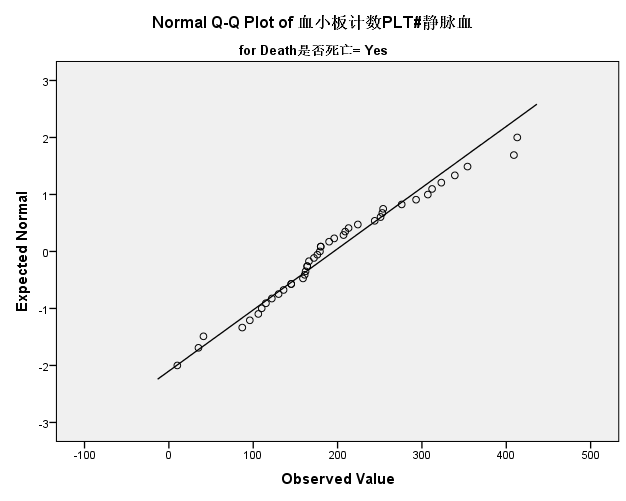 Normal Q-Q Plot of 血小板计数PLT#静脉血
for Death是否死亡= Yes
3
2
1
0
-1
-2
-3
Expected Normal
-100 0 100 200 300 400 500
Observed Value